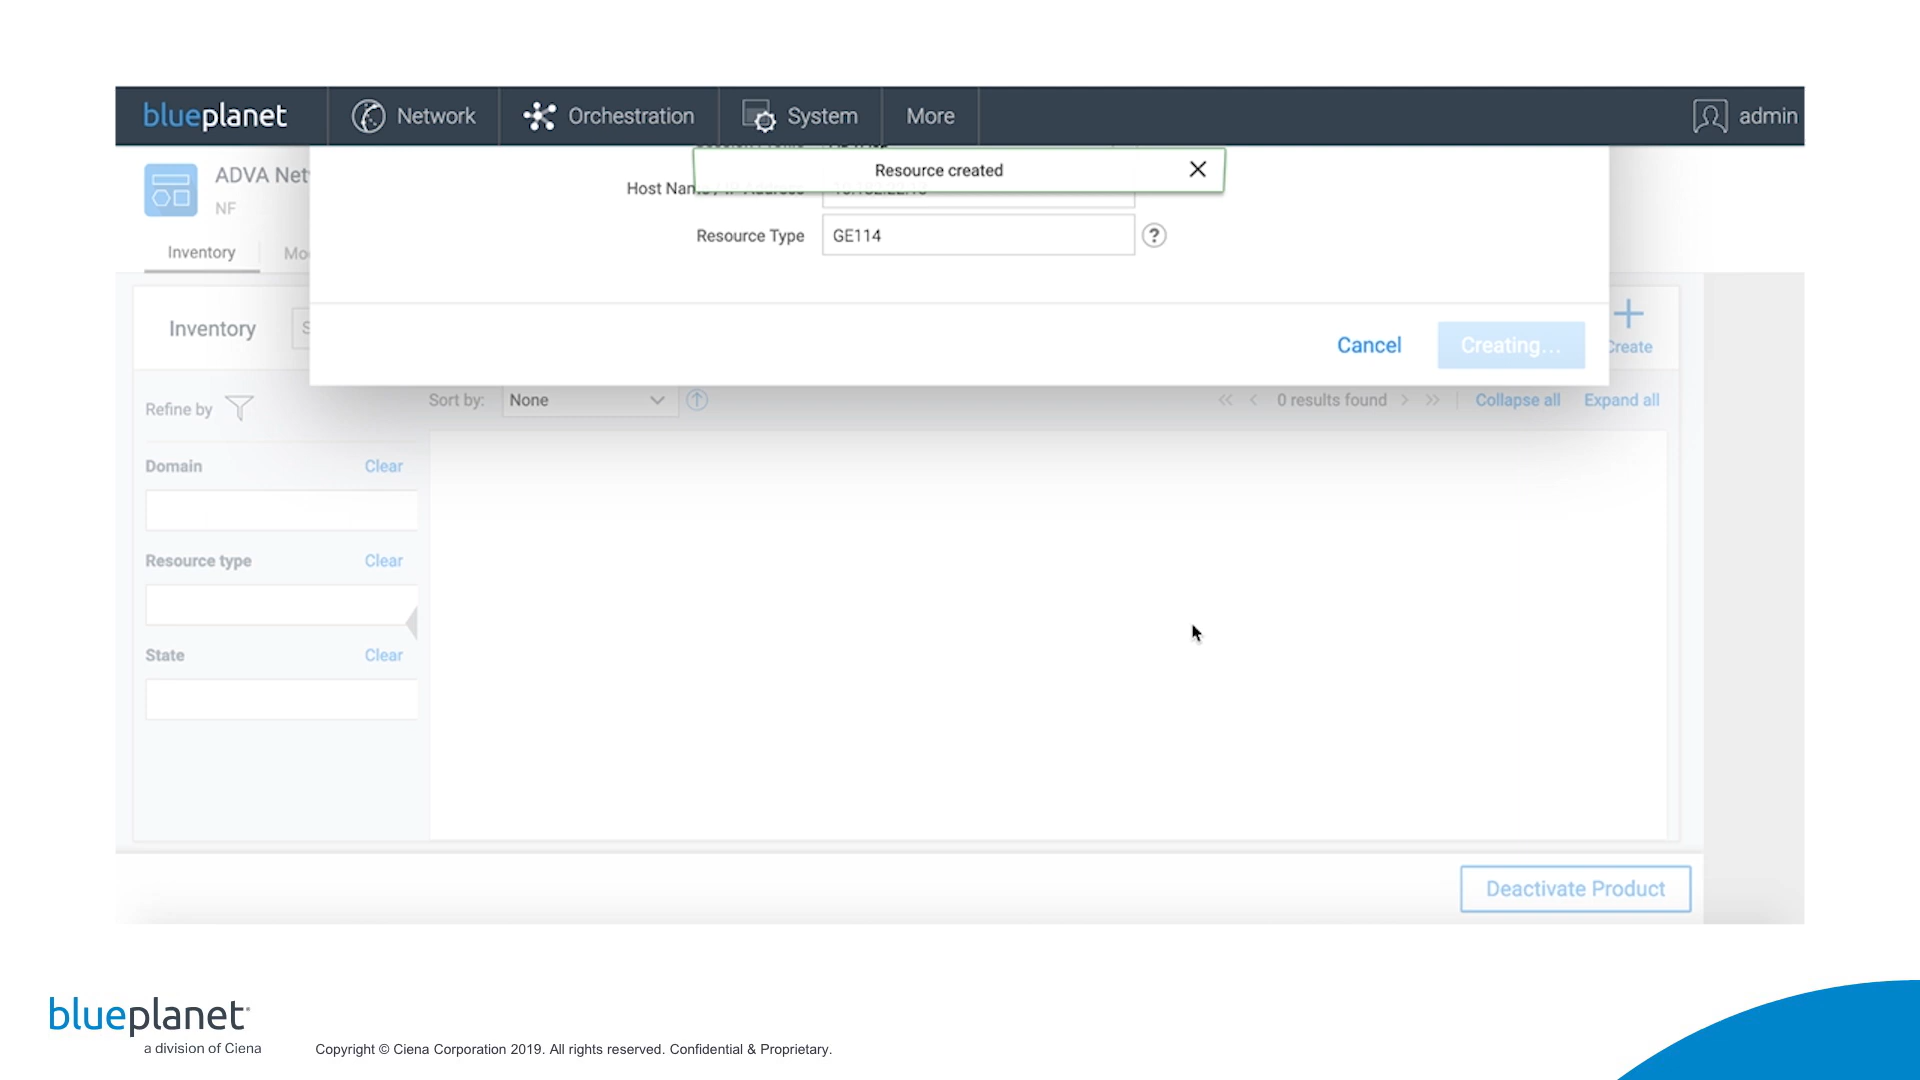 blueplanet Network Orchestration System More admin
ADVA Net
NF
Resource created
Host Nam
Resource Type GE114 ?
Inventory Mo
Inventory S
Cancel Creating... Create
Refine by
Sort by: None 0 results found Collapse all Expand all
Domain Clear
Resource type Clear
State Clear
Deactivate Product
blueplanet
a division of Ciena
Copyright © Ciena Corporation 2019. All rights reserved. Confidential & Proprietary.